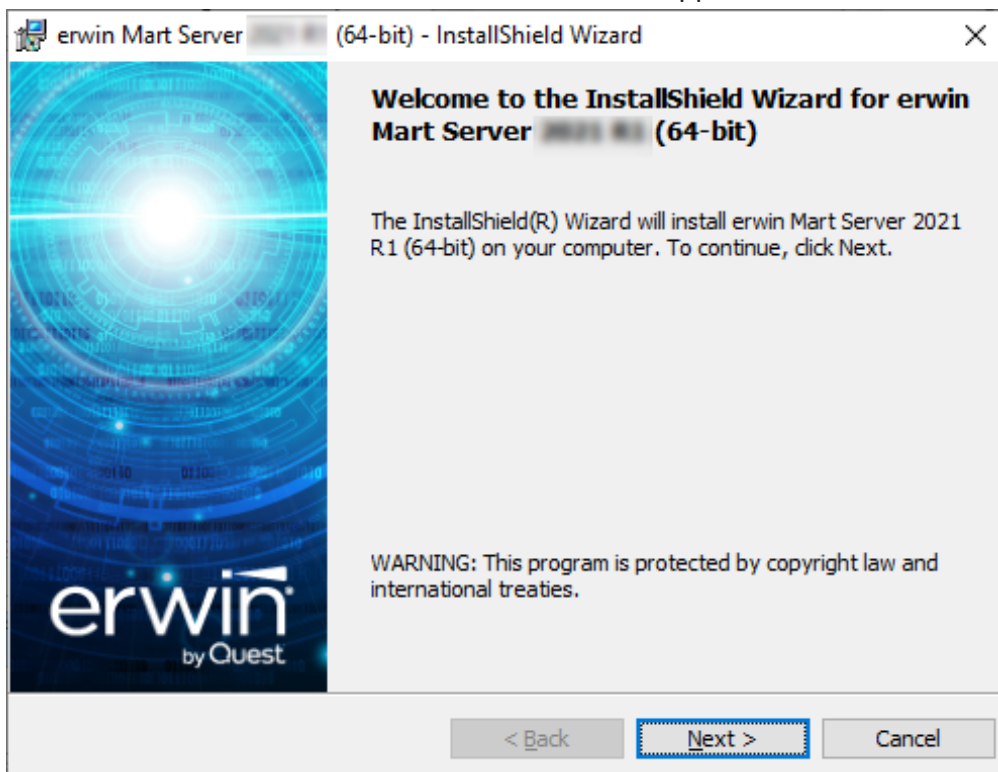 erwin Mart Server (64-bit) - InstallShield Wizard
Welcome to the InstallShield Wizard for erwin
Mart Server (64-bit)
The InstallShield(R) Wizard will install erwin Mart Server 2021
R1 (64-bit) on your computer. To continue, click Next.
WARNING: This program is protected by copyright law and
international treaties.
erwin
by Quest
< Back
Next >
Cancel